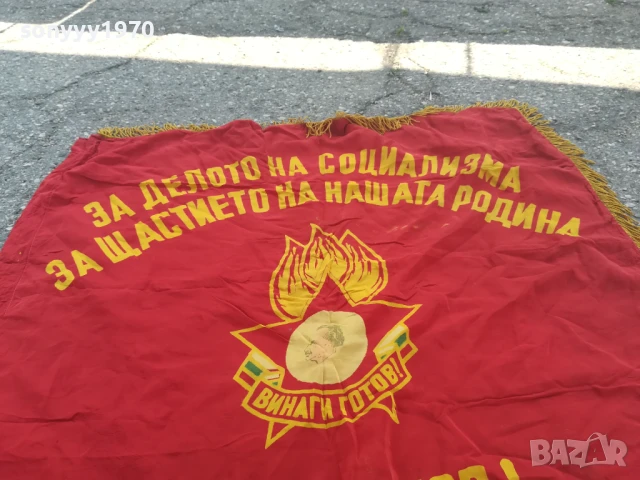 sonyyy1970
ЗА ДЕЛОТО НА СОЦИАЛИЗМА
ЗА ЩАСТИЕТО НА НАШАТА РОДИНА
ВИНАГИ ГОТОВ!
BAZAR